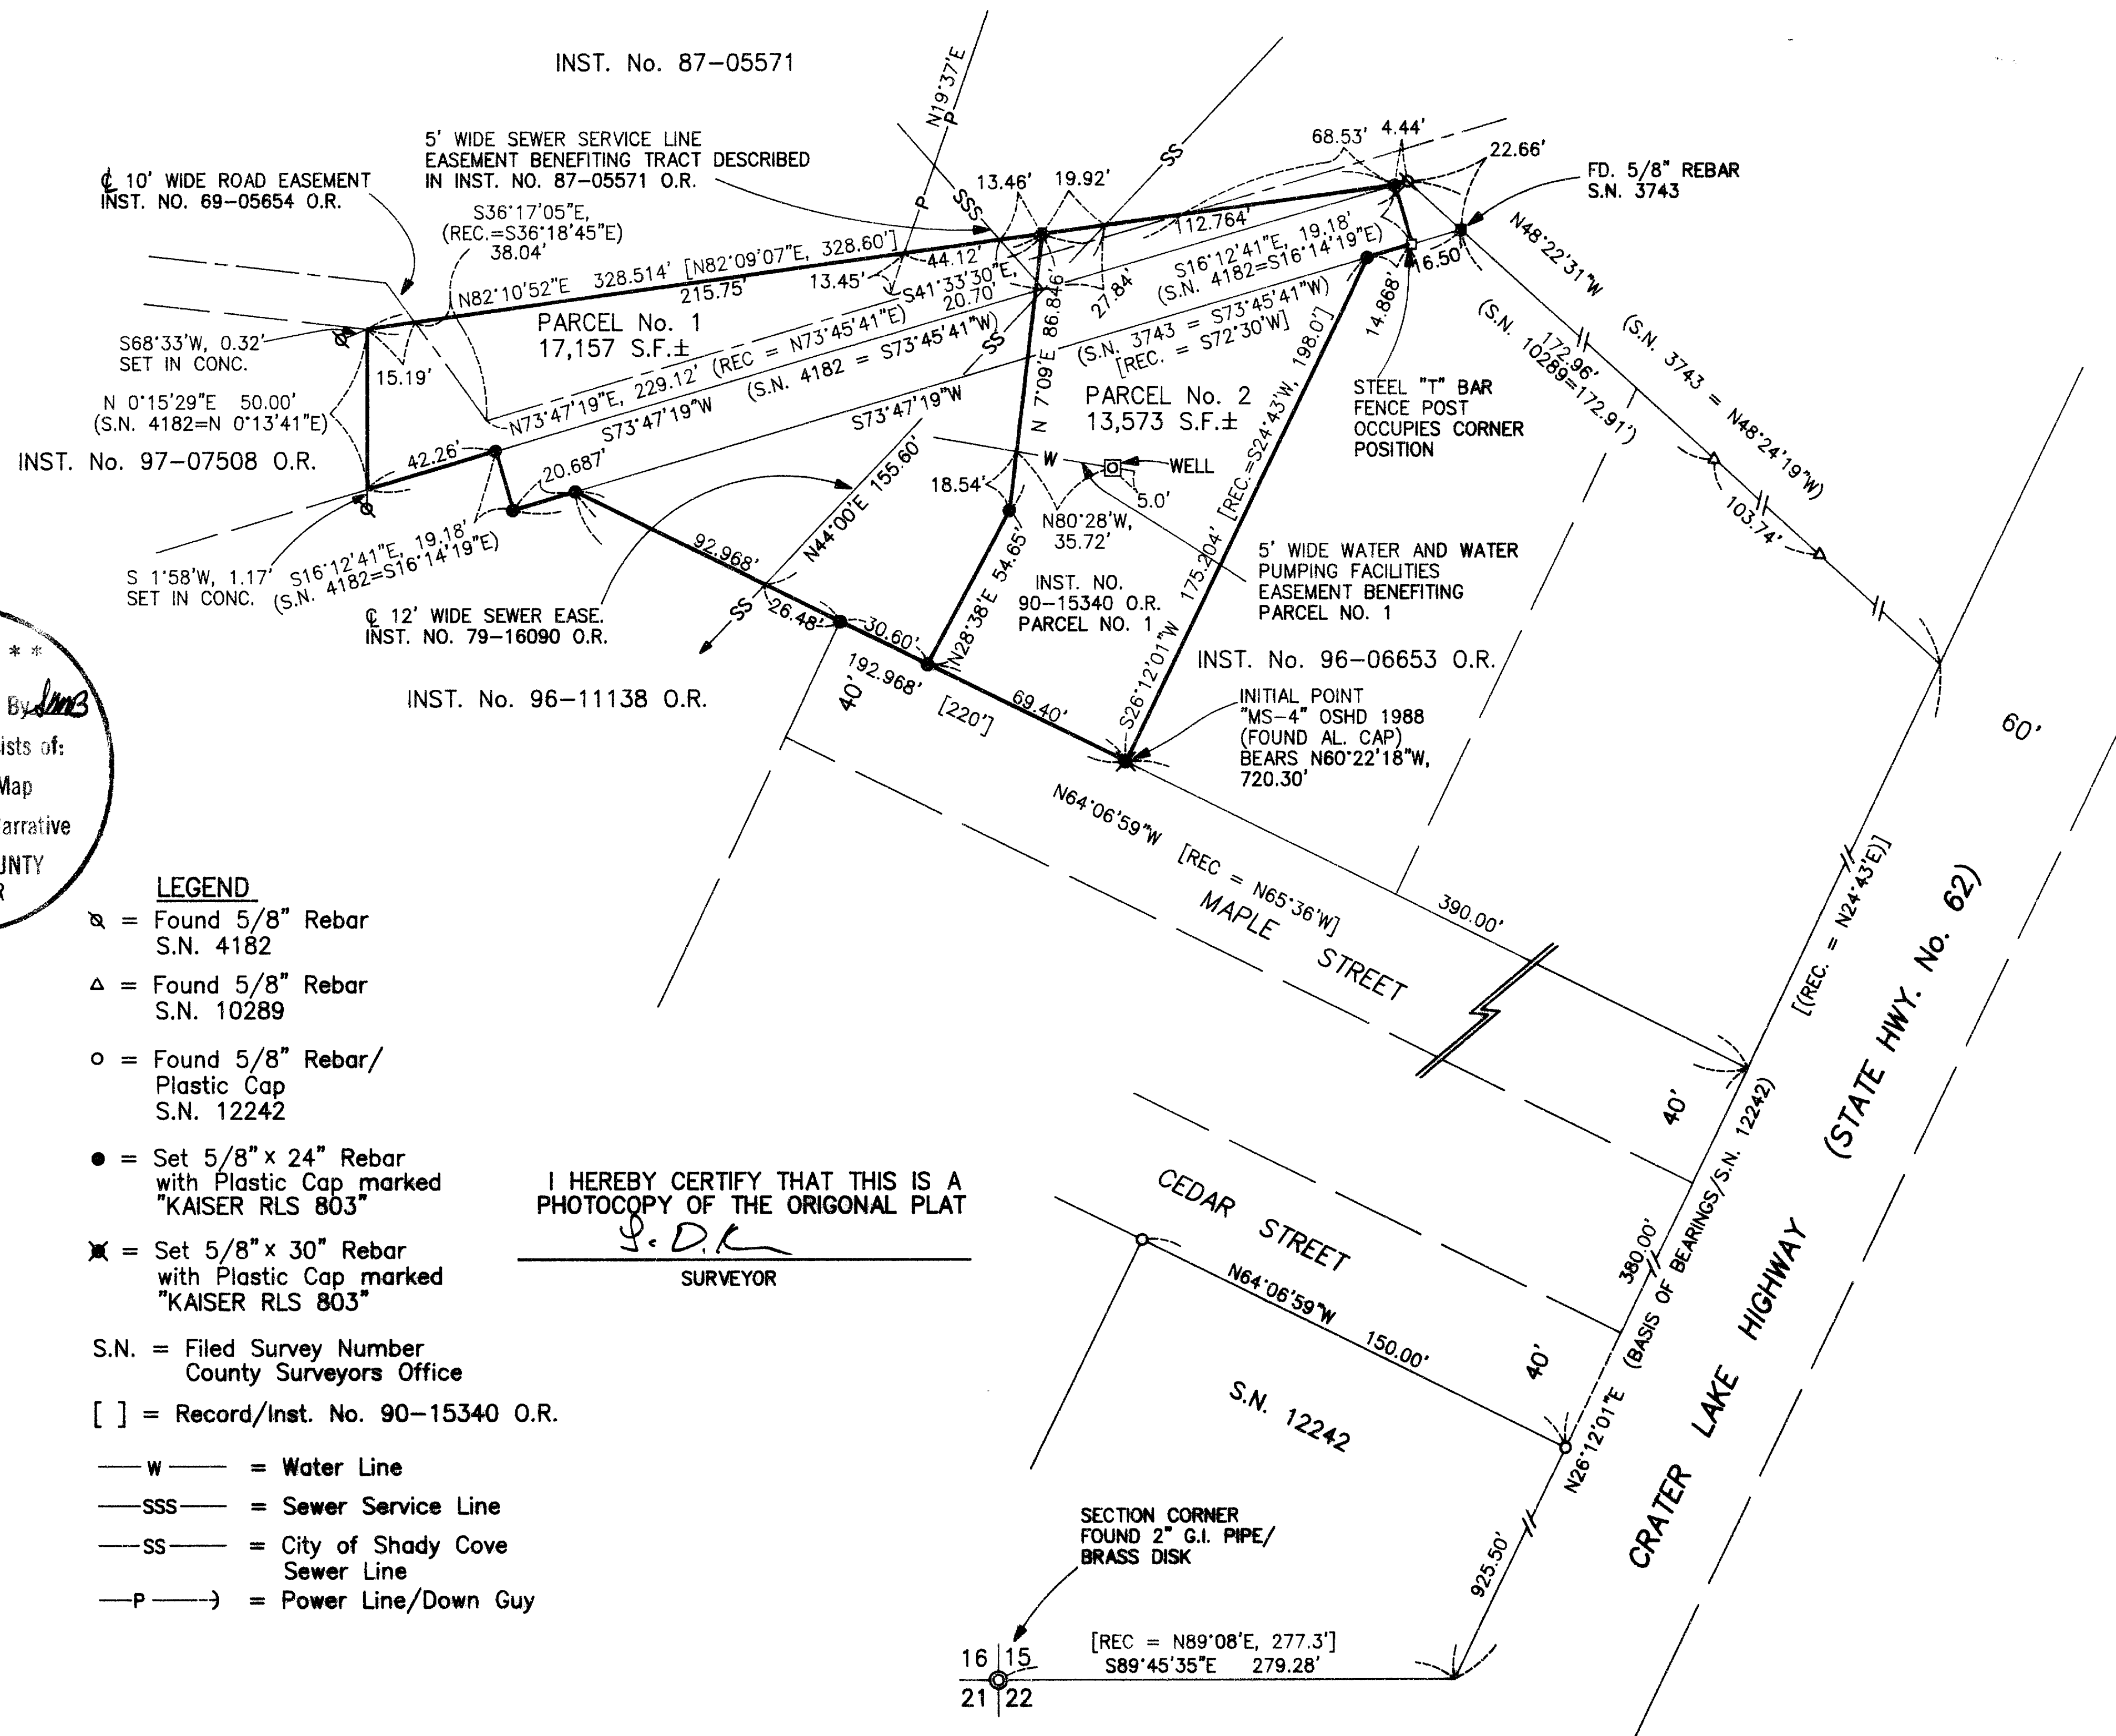 INST. No. 87-05571
N19°37'E
P
P
5' WIDE SEWER SERVICE LINE
EASEMENT BENEFITING TRACT DESCRIBED
IN INST. NO. 87-05571 O.R.
℄ 10' WIDE ROAD EASEMENT
INST. NO. 69-05654 O.R.
S36°17'05"E,
(REC.=S36°18'45"E)
38.04'
SSS
SS
13.46'
19.92'
68.53'
4.44'
22.66'
FD. 5/8" REBAR
S.N. 3743
N82°10'52"E 328.514' [N82°09'07"E, 328.60']
215.75'
13.45'
44.12'
112.764'
S41°33'30"E,
20.70'
27.84'
S16°12'41"E, 19.18'
(S.N. 4182=S16°14'19"E)
16.50'
14.868'
N48°22'31"W
(S.N. 3743 = N48°24'19"W)
172.96'
(S.N. 10289=172.91')
103.74'
PARCEL No. 1
17,157 S.F.±
S68°33'W, 0.32'
SET IN CONC.
15.19'
N 0°15'29"E 50.00'
(S.N. 4182=N 0°13'41"E)
INST. No. 97-07508 O.R.
N73°47'19"E, 229.12' (REC = N73°45'41"E)
S73°47'19"W (S.N. 4182 = S73°45'41"W)
SS
S73°47'19"W
(S.N. 3743 = S73°45'41"W)
[REC. = S72°30'W]
N 7°09'E 86.846'
PARCEL No. 2
13,573 S.F.±
STEEL "T" BAR
FENCE POST
OCCUPIES CORNER
POSITION
42.26'
20.687'
W
WELL
5.0'
18.54'
N80°28'W,
35.72'
S 1°58'W, 1.17'
SET IN CONC.
S16°12'41"E, 19.18'
(S.N. 4182=S16°14'19"E)
92.968'
N44°00'E 155.60'
℄ 12' WIDE SEWER EASE.
INST. NO. 79-16090 O.R.
SS
26.48'
30.60'
N28°38'E 54.65'
INST. NO.
90-15340 O.R.
PARCEL NO. 1
S26°12'01"W 175.204' [REC.=S24°43'W, 198.0']
5' WIDE WATER AND WATER
PUMPING FACILITIES
EASEMENT BENEFITING
PARCEL NO. 1
INST. No. 96-06653 O.R.
INST. No. 96-11138 O.R.
40'
192.968'
[220']
69.40'
INITIAL POINT
"MS-4" OSHD 1988
(FOUND AL. CAP)
BEARS N60°22'18"W,
720.30'
60'
* *
By
ists of:
Map
arrative
UNTY
R
N64°06'59"W [REC = N65°36'W]
390.00'
MAPLE STREET
[(REC. = N24°43'E)]
CRATER LAKE HIGHWAY (STATE HWY. No. 62)
40'
380.00'
N26°12'01"E (BASIS OF BEARINGS/S.N. 12242)
CEDAR STREET
N64°06'59"W 150.00'
40'
S.N. 12242
925.50'
LEGEND
= Found 5/8" Rebar
S.N. 4182
= Found 5/8" Rebar
S.N. 10289
= Found 5/8" Rebar/
Plastic Cap
S.N. 12242
= Set 5/8" x 24" Rebar
with Plastic Cap marked
"KAISER RLS 803"
= Set 5/8" x 30" Rebar
with Plastic Cap marked
"KAISER RLS 803"
S.N. = Filed Survey Number
County Surveyors Office
[ ] = Record/Inst. No. 90-15340 O.R.
W = Water Line
SSS = Sewer Service Line
SS = City of Shady Cove
Sewer Line
P = Power Line/Down Guy
I HEREBY CERTIFY THAT THIS IS A
PHOTOCOPY OF THE ORIGONAL PLAT
SURVEYOR
SECTION CORNER
FOUND 2" G.I. PIPE/
BRASS DISK
16 15
21 22
[REC = N89°08'E, 277.3']
S89°45'35"E 279.28'